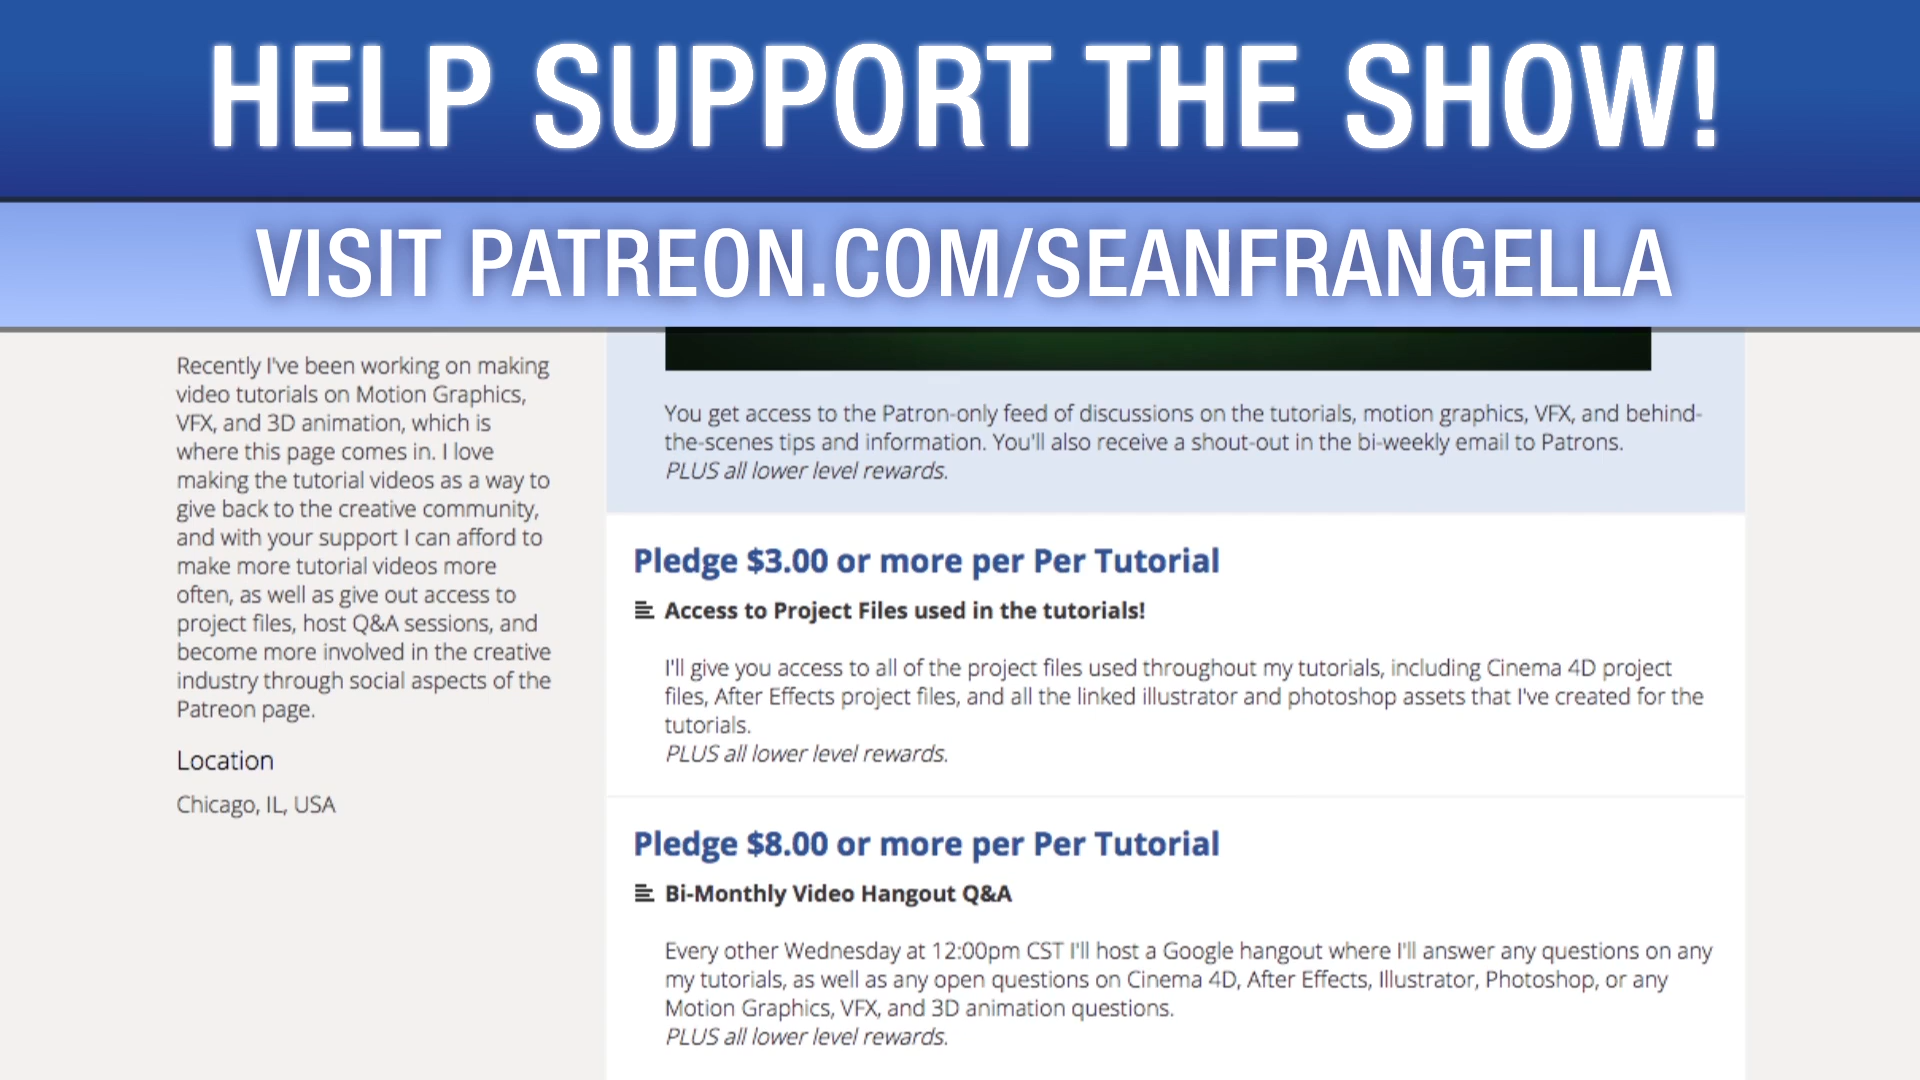 HELP SUPPORT THE SHOW!
VISIT PATREON.COM/SEANFRANGELLA
Recently I've been working on making
video tutorials on Motion Graphics,
VFX, and 3D animation, which is
where this page comes in. I love
making the tutorial videos as a way to
give back to the creative community,
and with your support I can afford to
make more tutorial videos more
often, as well as give out access to
project files, host Q&A sessions, and
become more involved in the creative
industry through social aspects of the
Patreon page.
Location
Chicago, IL, USA
You get access to the Patron-only feed of discussions on the tutorials, motion graphics, VFX, and behind-
the-scenes tips and information. You'll also receive a shout-out in the bi-weekly email to Patrons.
PLUS all lower level rewards.
Pledge $3.00 or more per Per Tutorial
Access to Project Files used in the tutorials!
I'll give you access to all of the project files used throughout my tutorials, including Cinema 4D project
files, After Effects project files, and all the linked illustrator and photoshop assets that I've created for the
tutorials.
PLUS all lower level rewards.
Pledge $8.00 or more per Per Tutorial
Bi-Monthly Video Hangout Q&A
Every other Wednesday at 12:00pm CST I'll host a Google hangout where I'll answer any questions on any
my tutorials, as well as any open questions on Cinema 4D, After Effects, Illustrator, Photoshop, or any
Motion Graphics, VFX, and 3D animation questions.
PLUS all lower level rewards.